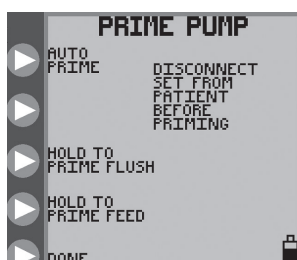 PRIME PUMP
AUTO
PRIME
DISCONNECT
SET FROM
PATIENT
BEFORE
PRIMING
HOLD TO
PRIME FLUSH
HOLD TO
PRIME FEED
DONE